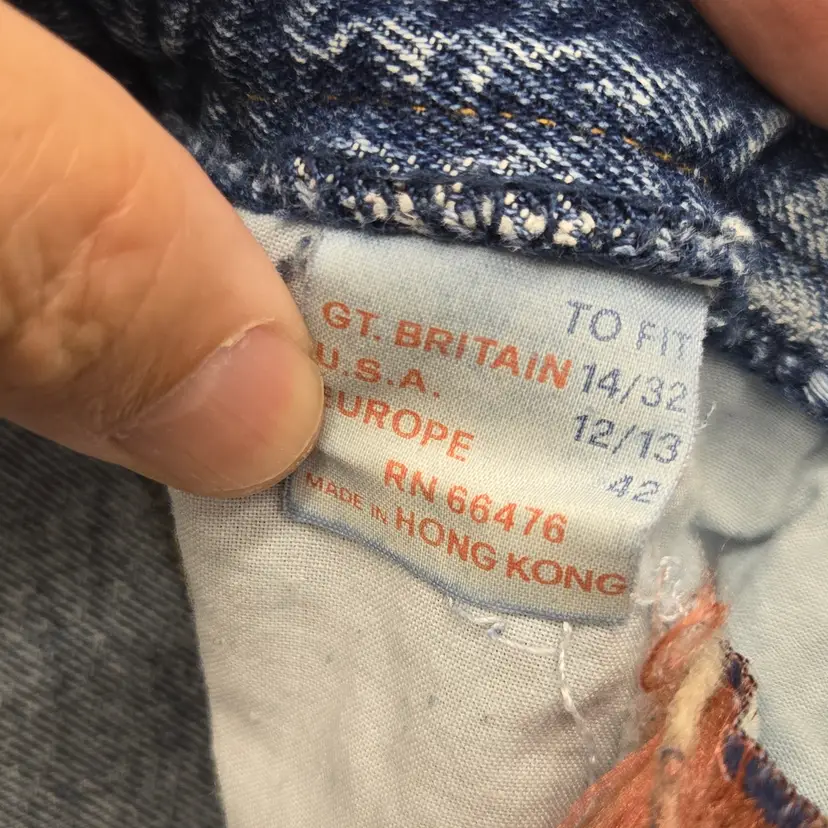 TO FIT
GT. BRITAIN 14/32
U.S.A. 12/13
EUROPE 42
RN 66476
MADE IN HONG KONG